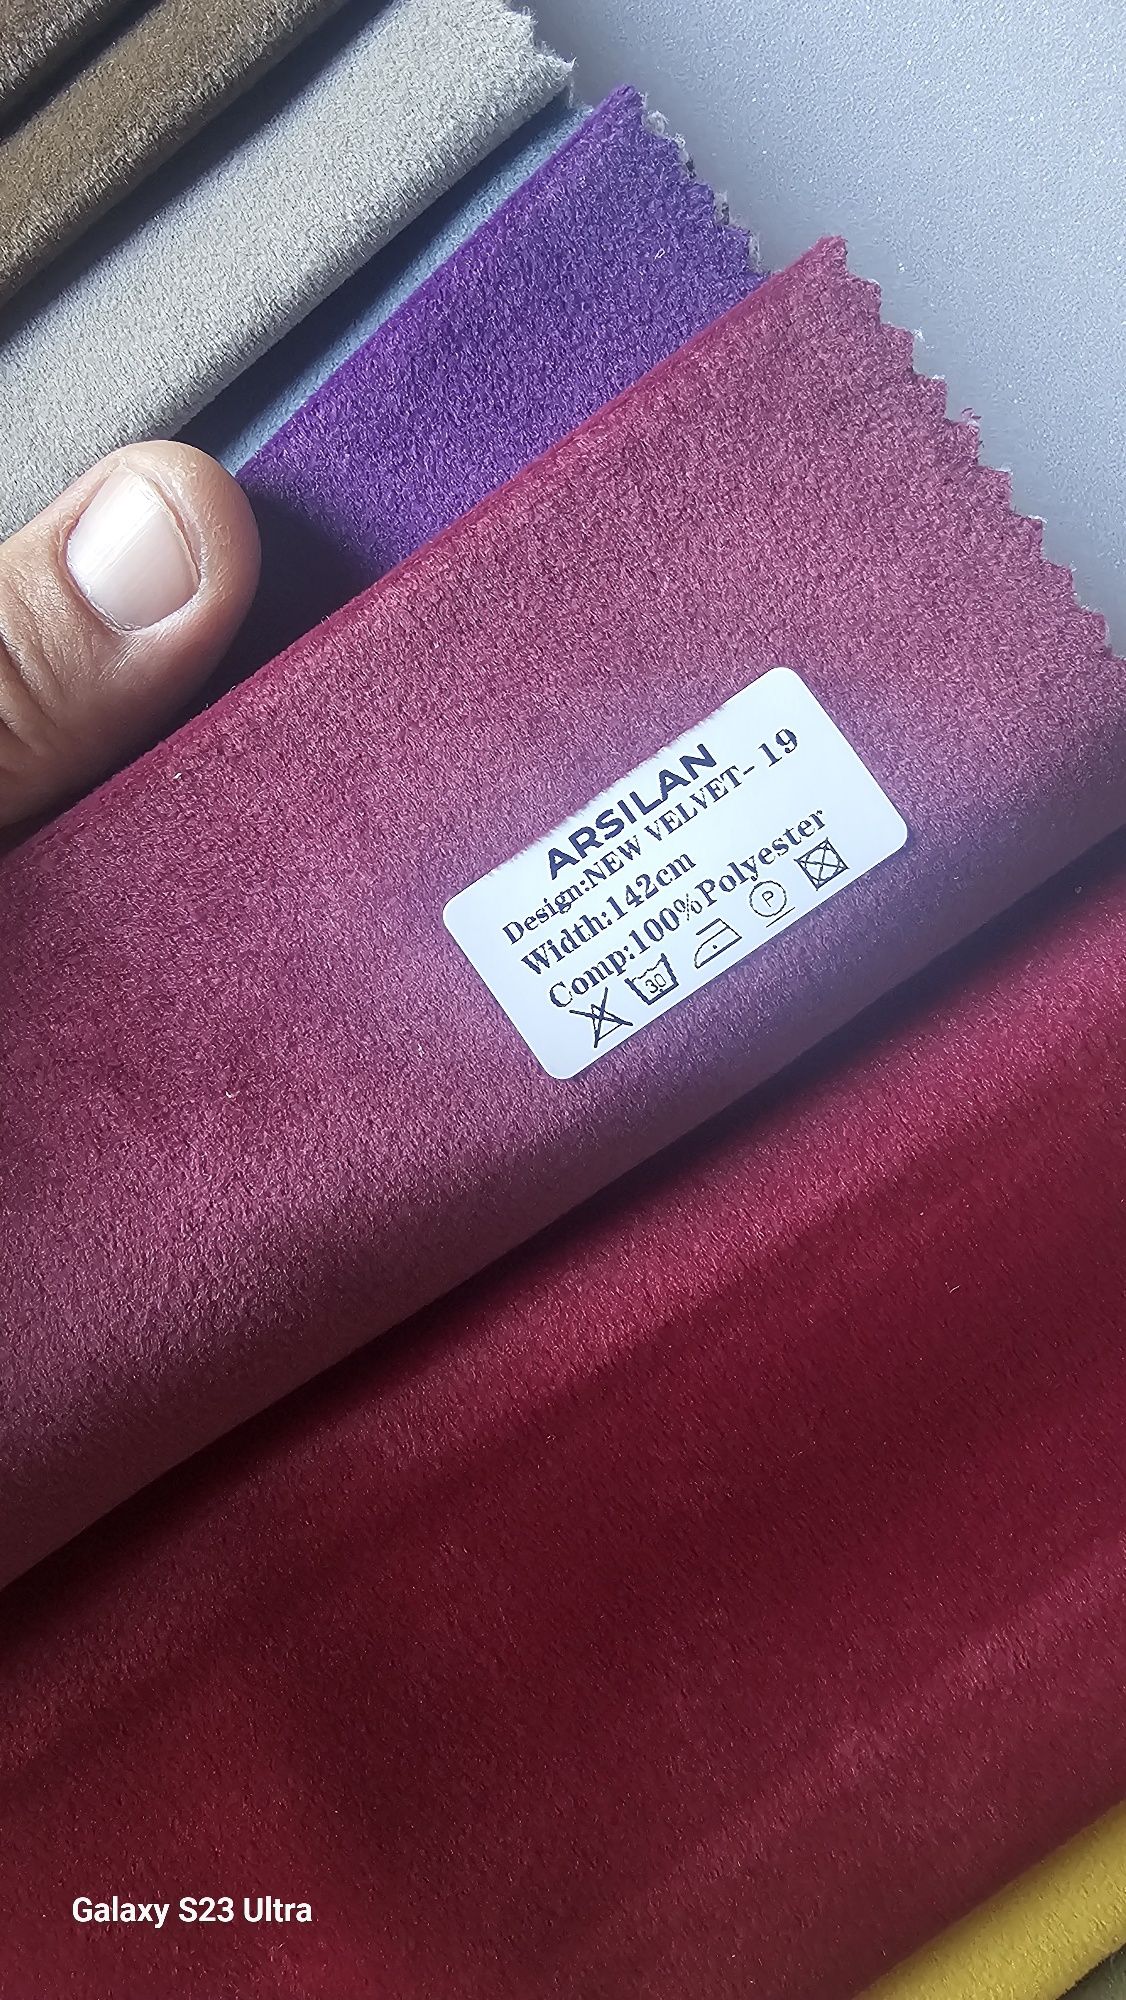 ARSILAN
Design:NEW VELVET- 19
Width:142cm
Comp:100%Polyester
30 P
Galaxy S23 Ultra